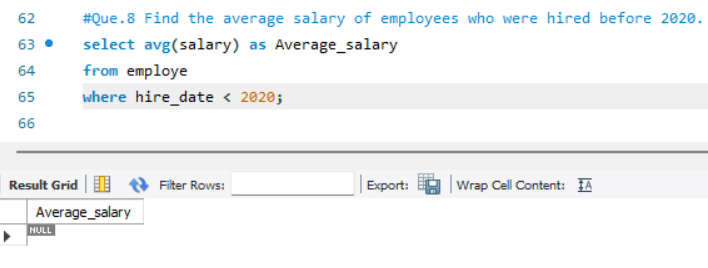 62 #Que.8 Find the average salary of employees who were hired before 2020.
63 select avg(salary) as Average_salary
64 from employe
65 where hire_date < 2020;
66
Result Grid Filter Rows: Export: Wrap Cell Content: IA
Average_salary
NULL